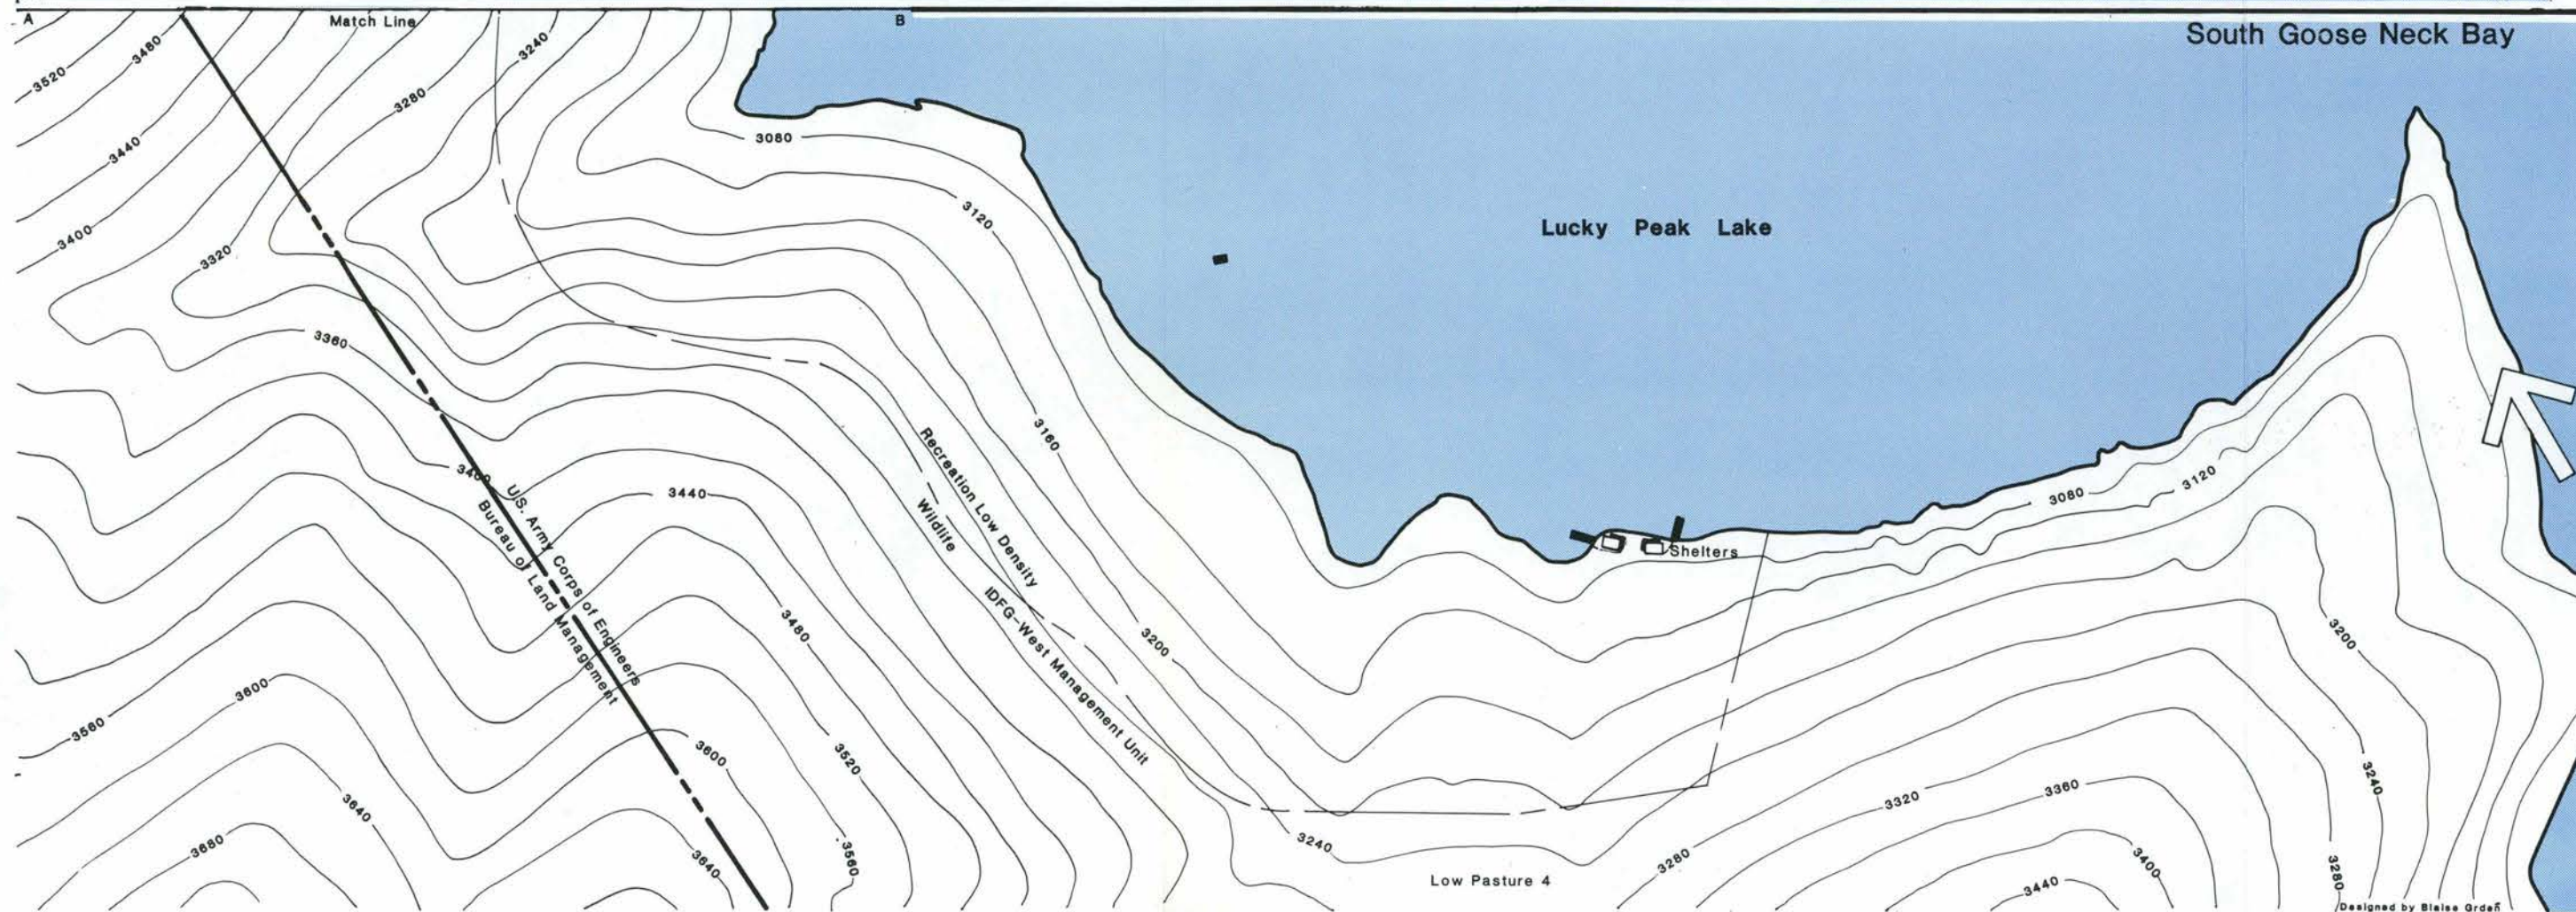 A
Match Line
B
South Goose Neck Bay
3520
3480
3240
3280
3440
3080
3400
3320
3120
Lucky Peak Lake
3360
3160
Recreation Low Density
Wildlife
3400
3440
U.S. Army Corps of Engineers
Bureau of Land Management
3080
3120
Shelters
IDFG-West Management Unit
3480
3200
3200
3600
3560
3600
3520
3240
3640
3320
3360
3680
3640
3560
3240
3280
3400
3280
Low Pasture 4
3440
Designed by Blaise Grden